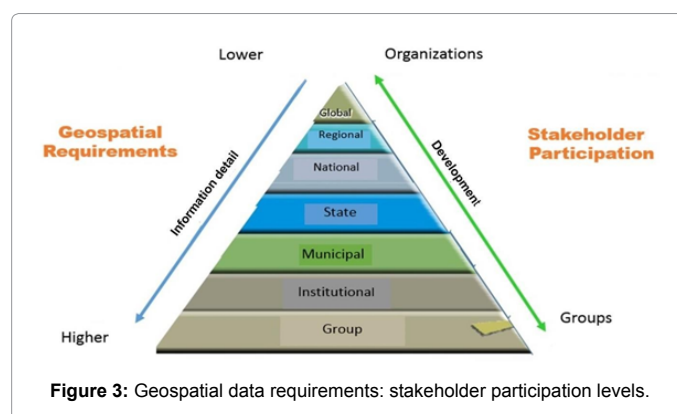 Lower
Organizations
Geospatial
Requirements
Stakeholder
Participation
Information detail
Development
Global
Regional
National
State
Municipal
Institutional
Group
Higher
Groups
Figure 3: Geospatial data requirements: stakeholder participation levels.